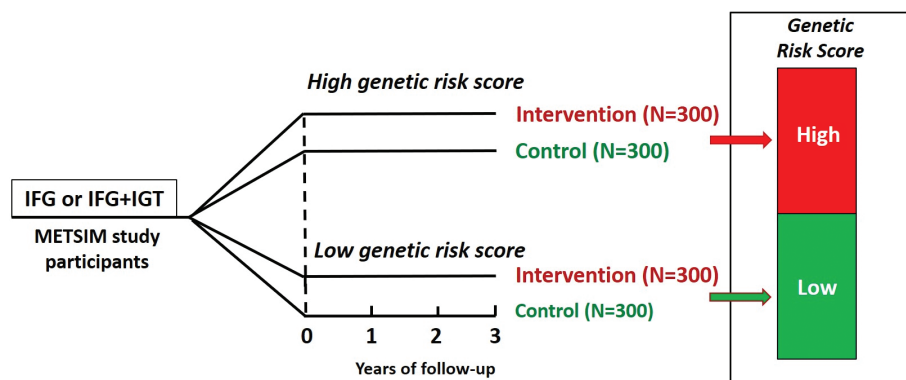 Genetic
Risk Score
High genetic risk score
Intervention (N=300)
Control (N=300)
High
IFG or IFG+IGT
METSIM study
participants
Low genetic risk score
Intervention (N=300)
Control (N=300)
Low
0 1 2 3
Years of follow-up